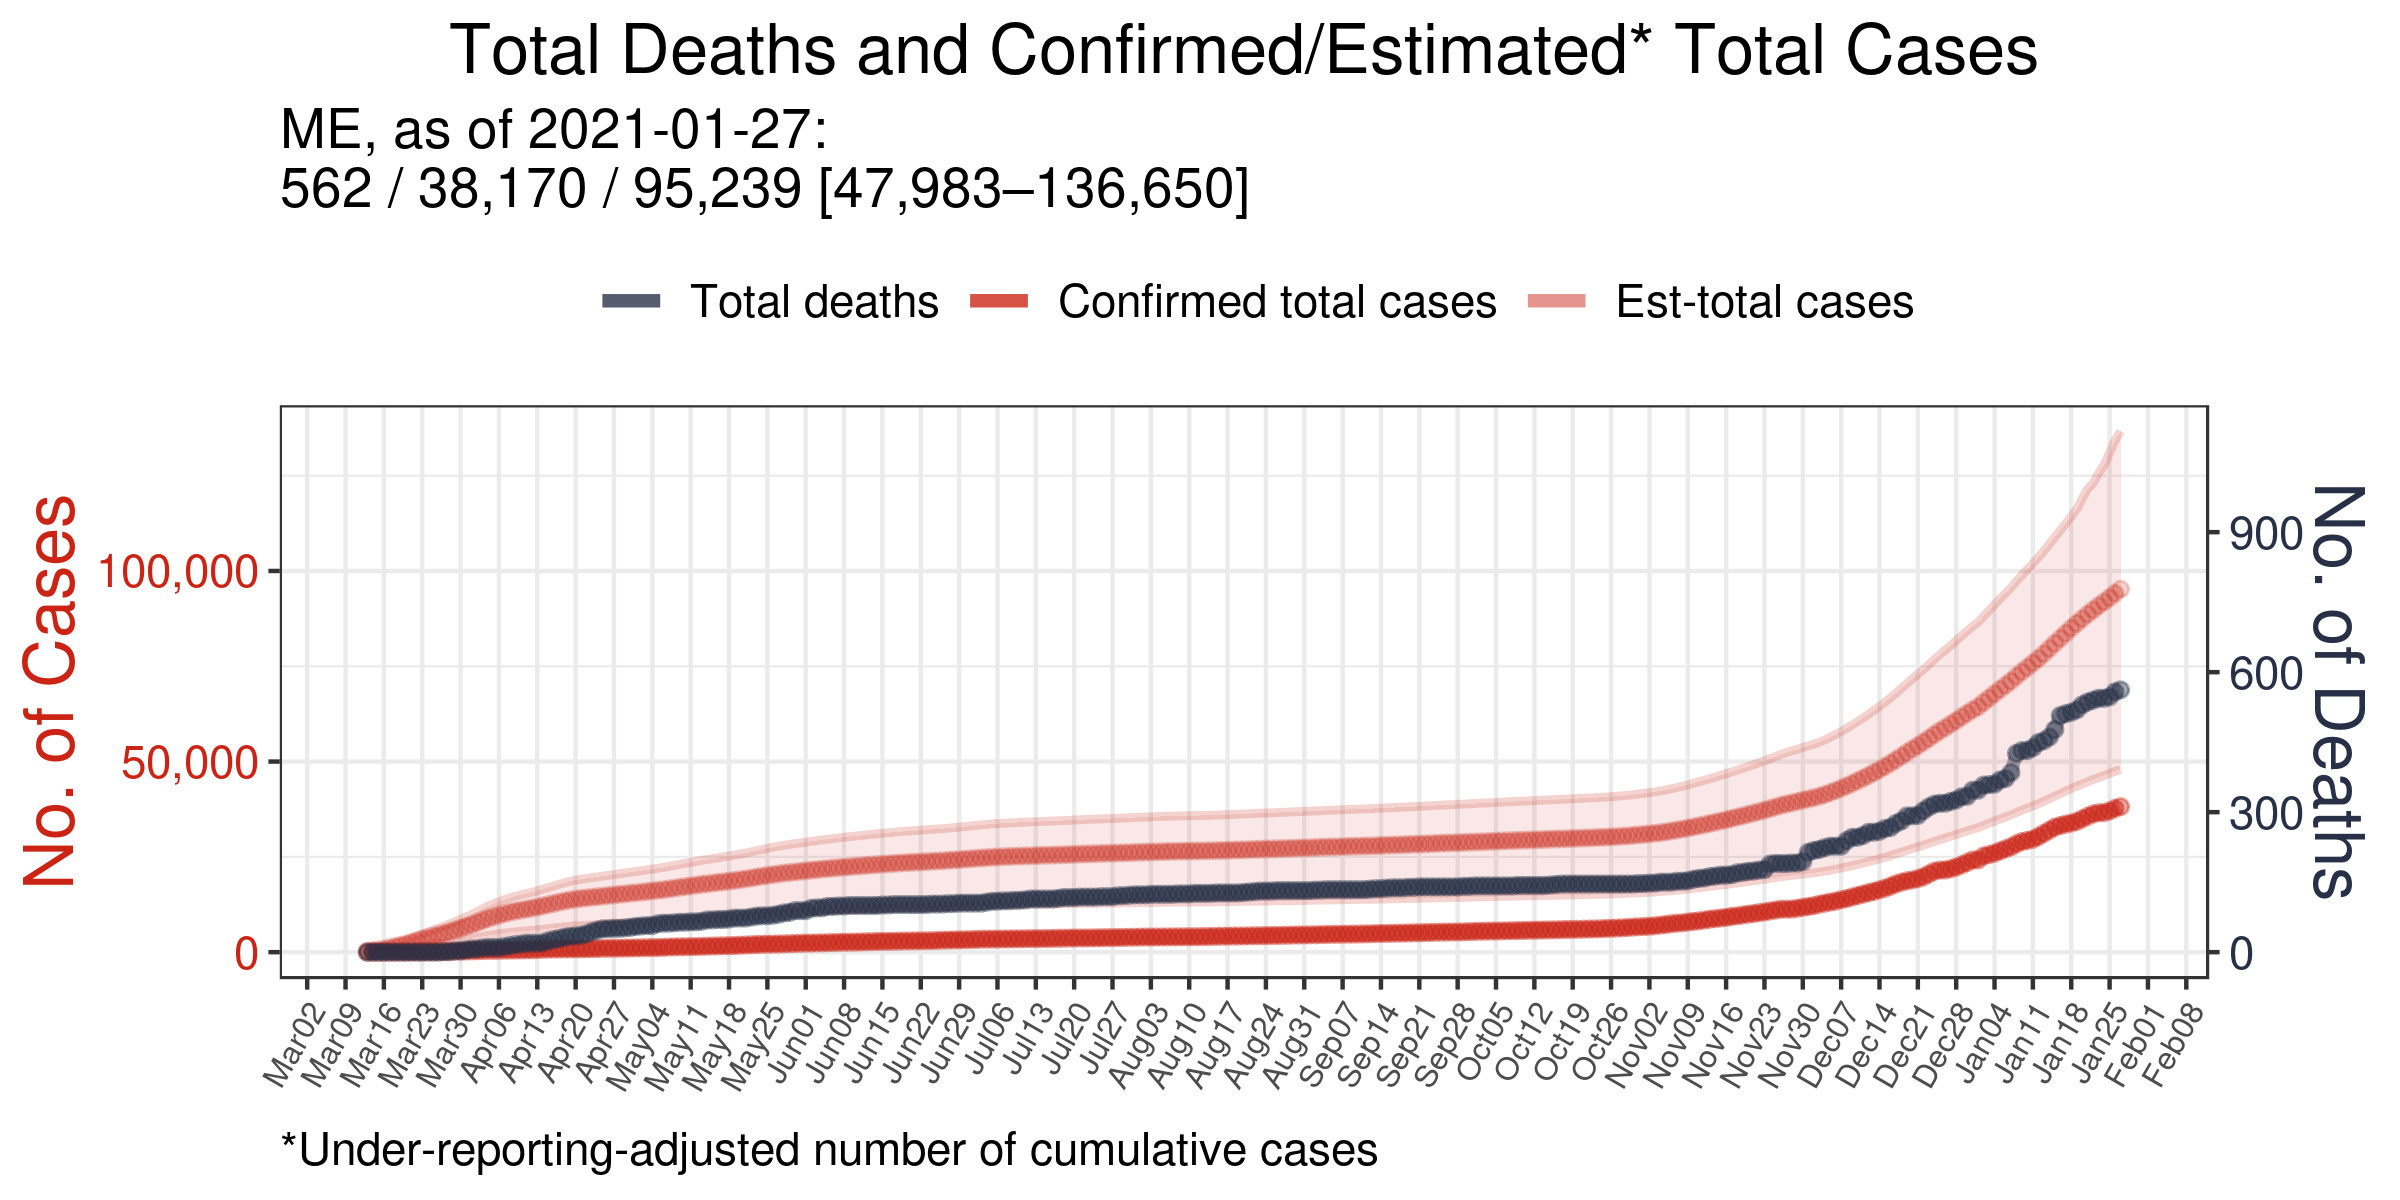 Total Deaths and Confirmed/Estimated* Total Cases
ME, as of 2021-01-27:
562 / 38,170 / 95,239 [47,983–136,650]
Total deaths
Confirmed total cases
Est-total cases
No. of Cases
100,000
50,000
0
900
600
300
0
No. of Deaths
Mar02
Mar09
Mar16
Mar23
Mar30
Apr06
Apr13
Apr20
Apr27
May04
May11
May18
May25
Jun01
Jun08
Jun15
Jun22
Jun29
Jul06
Jul13
Jul20
Jul27
Aug03
Aug10
Aug17
Aug24
Aug31
Sep07
Sep14
Sep21
Sep28
Oct05
Oct12
Oct19
Oct26
Nov02
Nov09
Nov16
Nov23
Nov30
Dec07
Dec14
Dec21
Dec28
Jan04
Jan11
Jan18
Jan25
Feb01
Feb08
*Under-reporting-adjusted number of cumulative cases